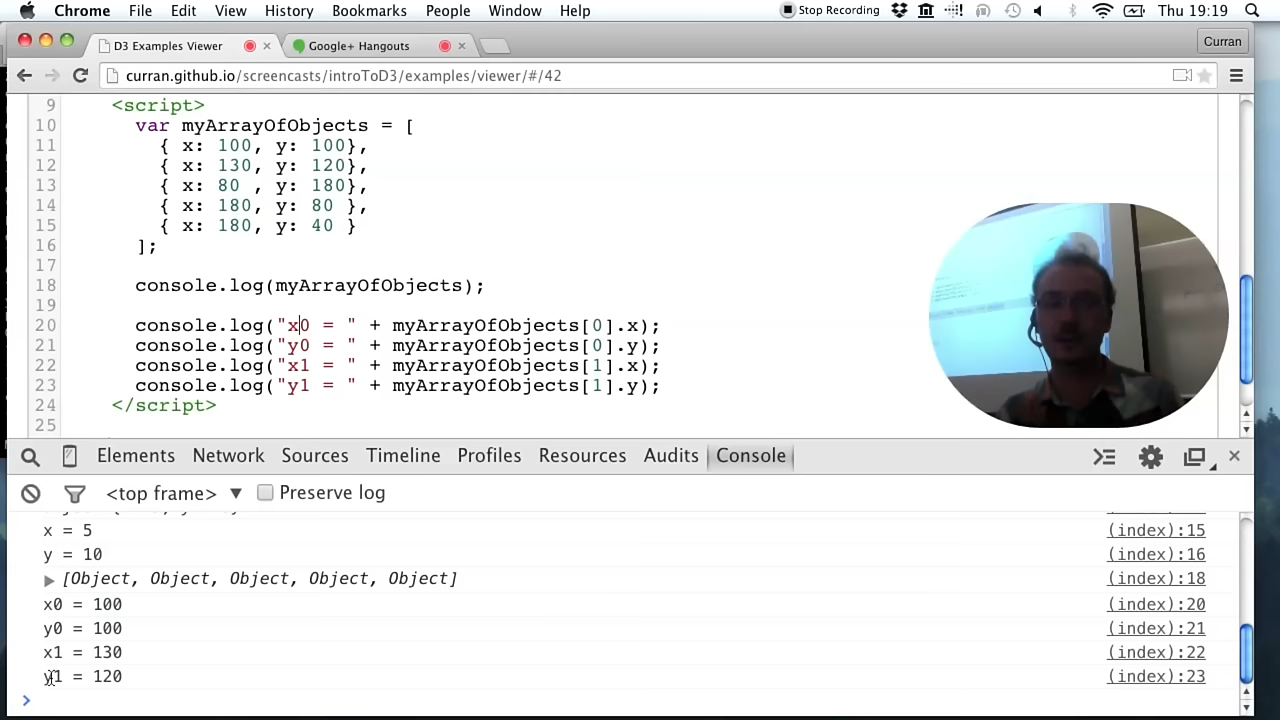 Chrome File Edit View History Bookmarks People Window Help Stop Recording Thu 19:19
D3 Examples Viewer × Google+ Hangouts × Curran
curran.github.io/screencasts/introToD3/examples/viewer/#/42
9 <script>
10 var myArrayOfObjects = [
11 { x: 100, y: 100},
12 { x: 130, y: 120},
13 { x: 80 , y: 180},
14 { x: 180, y: 80 },
15 { x: 180, y: 40 }
16 ];
17
18 console.log(myArrayOfObjects);
19
20 console.log("x0 = " + myArrayOfObjects[0].x);
21 console.log("y0 = " + myArrayOfObjects[0].y);
22 console.log("x1 = " + myArrayOfObjects[1].x);
23 console.log("y1 = " + myArrayOfObjects[1].y);
24 </script>
25
Elements Network Sources Timeline Profiles Resources Audits Console
<top frame> ▼ Preserve log
x = 5 (index):15
y = 10 (index):16
[Object, Object, Object, Object, Object] (index):18
x0 = 100 (index):20
y0 = 100 (index):21
x1 = 130 (index):22
y1 = 120 (index):23